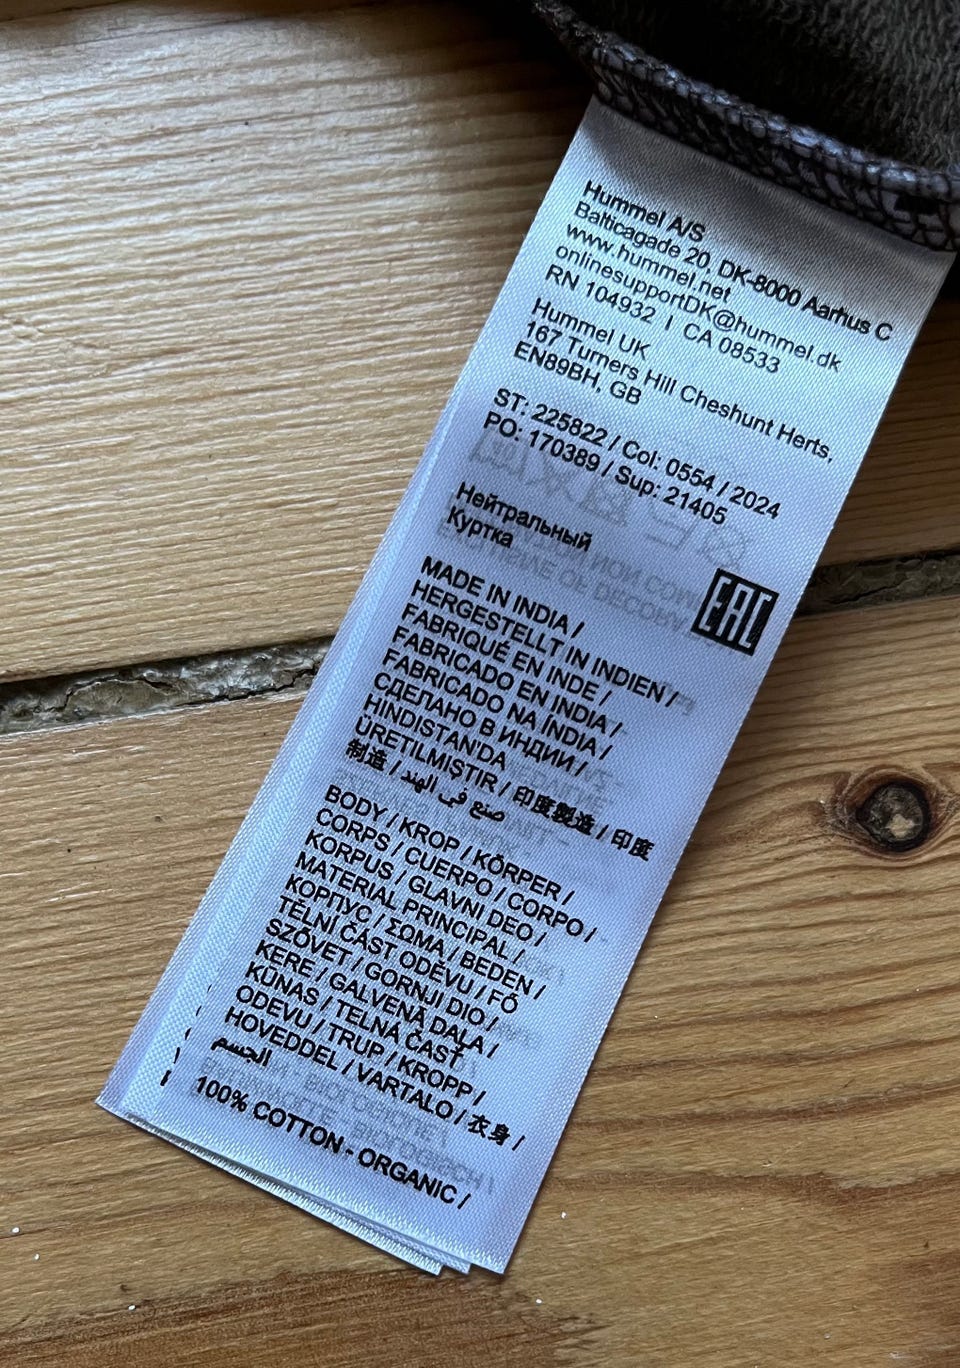 Hummel A/S
Balticagade 20, DK-8000 Aarhus C
www.hummel.net
onlinesupportDK@hummel.dk
RN 104932 I CA 08533
Hummel UK
167 Turners Hill Cheshunt Herts,
EN89BH, GB
ST: 225822 / Col: 0554 / 2024
PO: 170389 / Sup: 21405
Нейтральный
Куртка
EAC
MADE IN INDIA /
HERGESTELLT IN INDIEN /
FABRIQUÉ EN INDE /
FABRICADO EN INDIA /
FABRICADO NA ÍNDIA /
СДЕЛАНО В ИНДИИ /
HINDISTAN'DA
ÜRETILMIŞTIR / 印度製造 / 印度
制造 / صنع في الهند
BODY / KROP / KÖRPER /
CORPS / CUERPO / CORPO /
KORPUS / GLAVNI DEO /
MATERIAL PRINCIPAL /
КОРПУС / ΣΩΜΑ / BEDEN /
TĚLNÍ ČÁST ODĚVU / FŐ
SZÖVET / GORNJI DIO /
KERE / GALVENĀ DAĻA /
KŪNAS / TELNÁ ČASŤ
ODEVU / TRUP / KROPP /
HOVEDDEL / VARTALO / 衣身 /
الجسم
100% COTTON - ORGANIC /